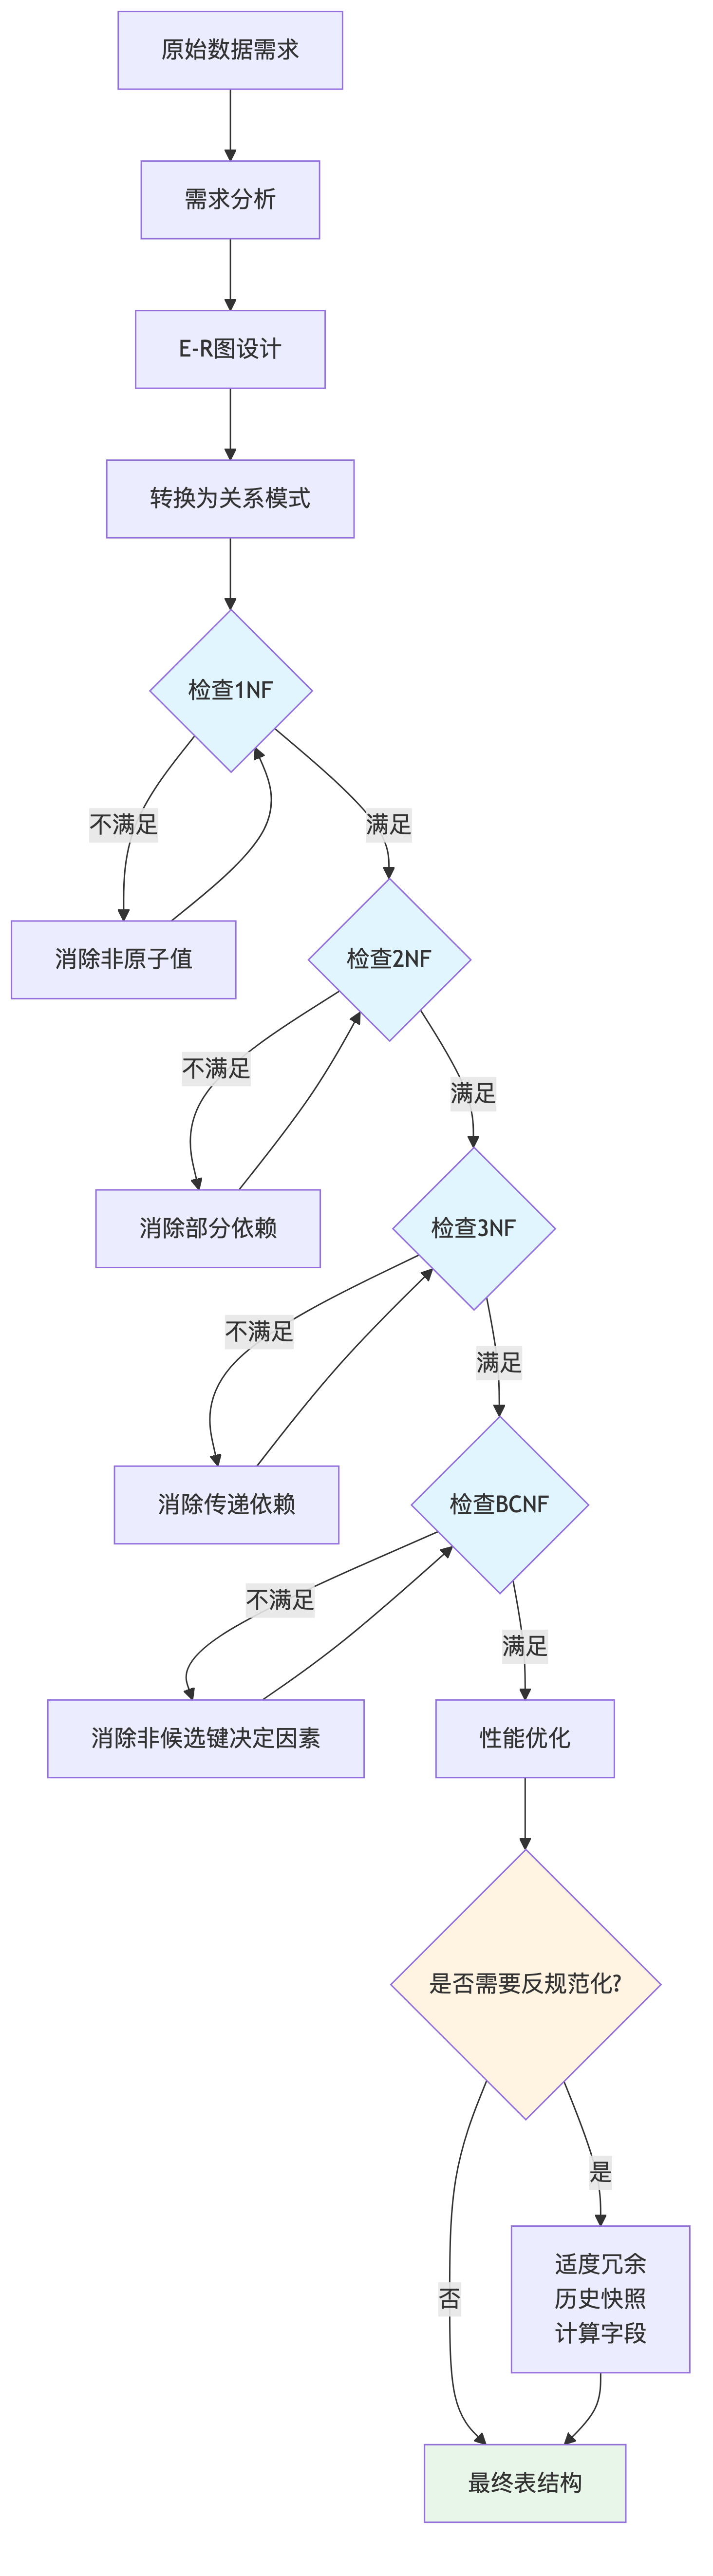 原始数据需求
需求分析
E-R图设计
转换为关系模式
检查1NF
不满足
满足
消除非原子值
检查2NF
不满足
满足
消除部分依赖
检查3NF
不满足
满足
消除传递依赖
检查BCNF
不满足
满足
消除非候选键决定因素
性能优化
是否需要反规范化?
是
适度冗余
历史快照
计算字段
否
最终表结构